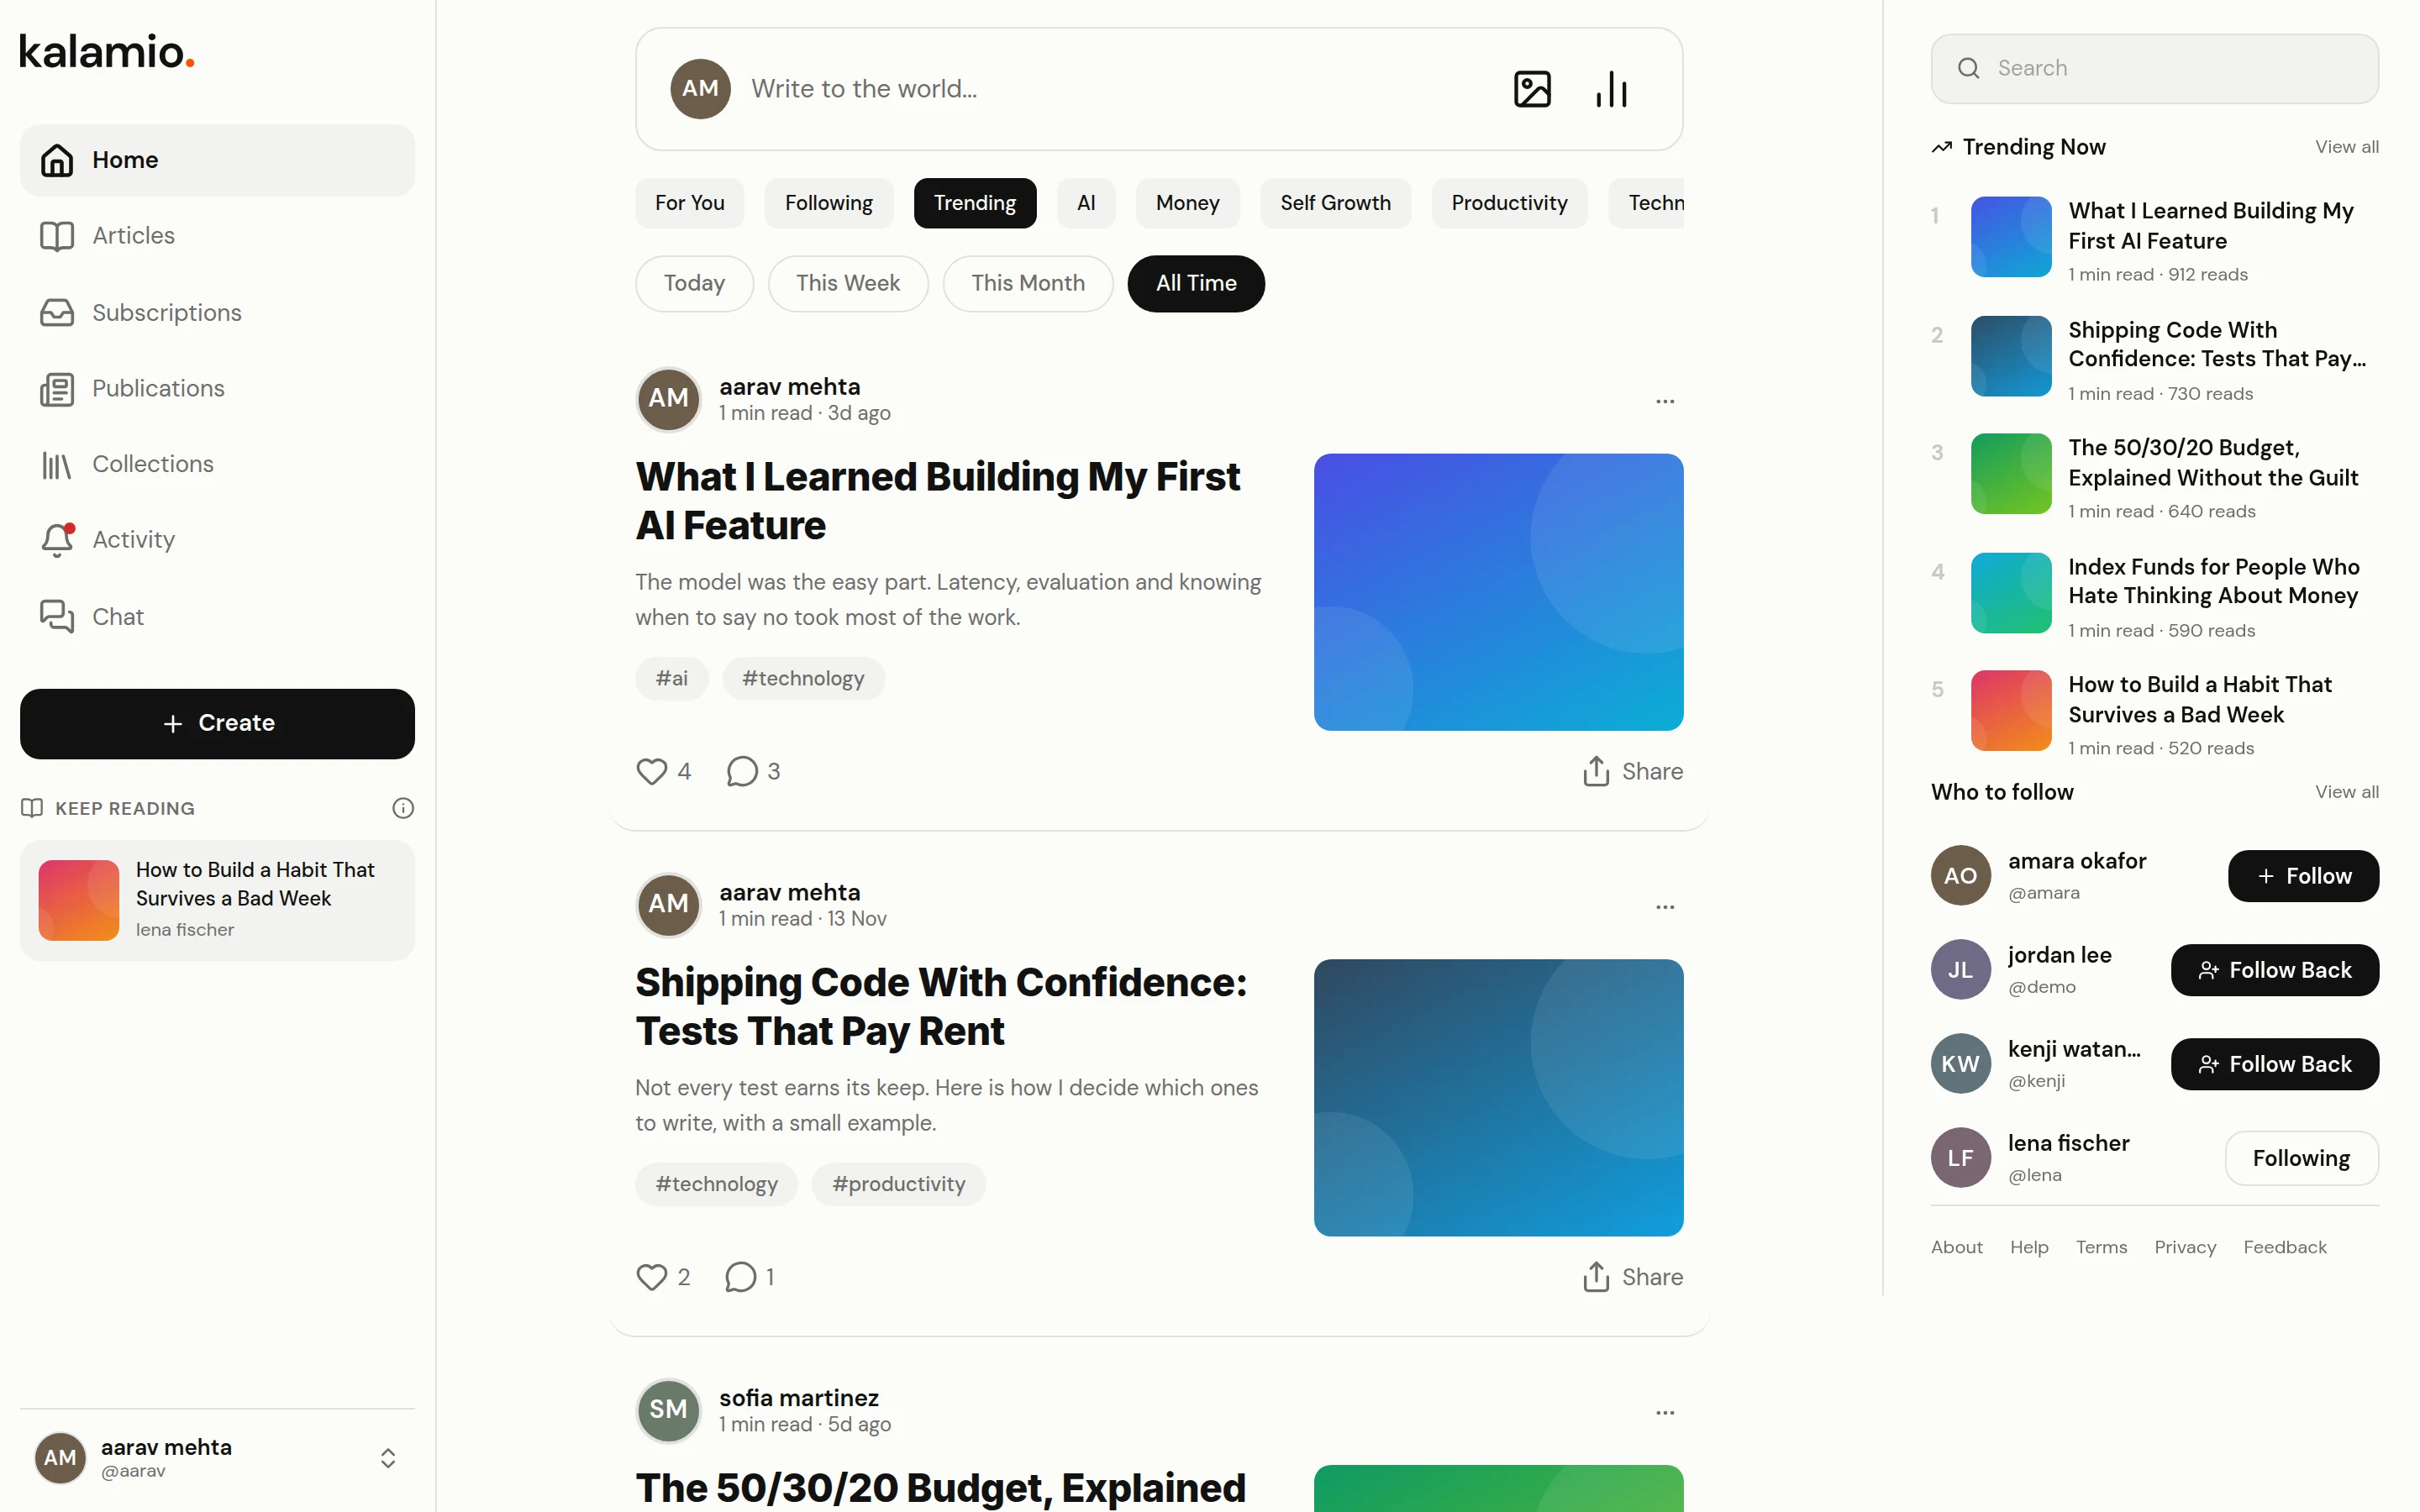 kalamio.
Home
Articles
Subscriptions
Publications
Collections
Activity
Chat
+ Create
KEEP READING
How to Build a Habit That
Survives a Bad Week
lena fischer
AM
aarav mehta
@aarav
AM
Write to the world...
For You
Following
Trending
AI
Money
Self Growth
Productivity
Techn
Today
This Week
This Month
All Time
AM
aarav mehta
1 min read · 3d ago
What I Learned Building My First
AI Feature
The model was the easy part. Latency, evaluation and knowing
when to say no took most of the work.
#ai
#technology
4
3
Share
AM
aarav mehta
1 min read · 13 Nov
Shipping Code With Confidence:
Tests That Pay Rent
Not every test earns its keep. Here is how I decide which ones
to write, with a small example.
#technology
#productivity
2
1
Share
SM
sofia martinez
1 min read · 5d ago
The 50/30/20 Budget, Explained
Search
Trending Now
View all
1
What I Learned Building My
First AI Feature
1 min read · 912 reads
2
Shipping Code With
Confidence: Tests That Pay...
1 min read · 730 reads
3
The 50/30/20 Budget,
Explained Without the Guilt
1 min read · 640 reads
4
Index Funds for People Who
Hate Thinking About Money
1 min read · 590 reads
5
How to Build a Habit That
Survives a Bad Week
1 min read · 520 reads
Who to follow
View all
AO
amara okafor
@amara
+ Follow
JL
jordan lee
@demo
Follow Back
KW
kenji watan...
@kenji
Follow Back
LF
lena fischer
@lena
Following
About
Help
Terms
Privacy
Feedback